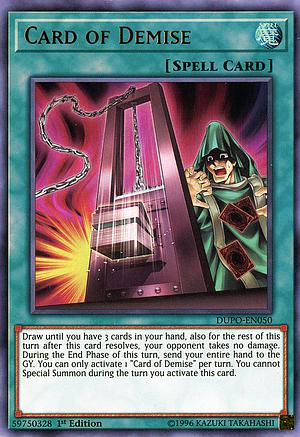 CARD OF DEMISE
魔
[SPELL CARD]
DUPO-EN050
Draw until you have 3 cards in your hand, also for the rest of this
turn after this card resolves, your opponent takes no damage.
During the End Phase of this turn, send your entire hand to the
GY. You can only activate 1 "Card of Demise" per turn. You cannot
Special Summon during the turn you activate this card.
59750328 1st Edition ©1996 KAZUKI TAKAHASHI